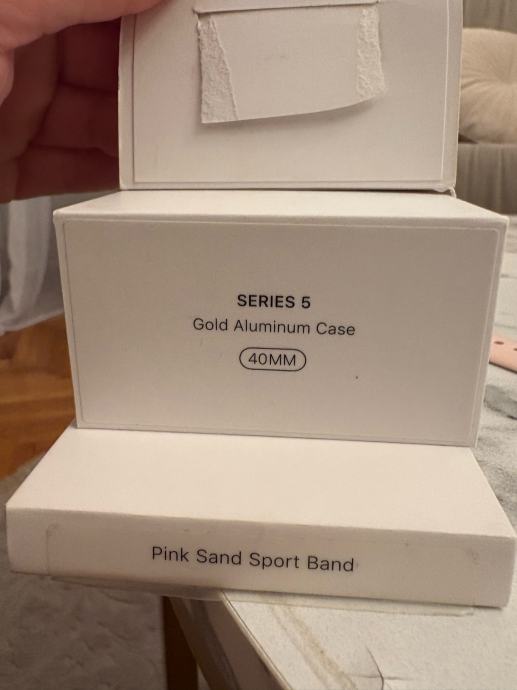 SERIES 5
Gold Aluminum Case
40MM
Pink Sand Sport Band